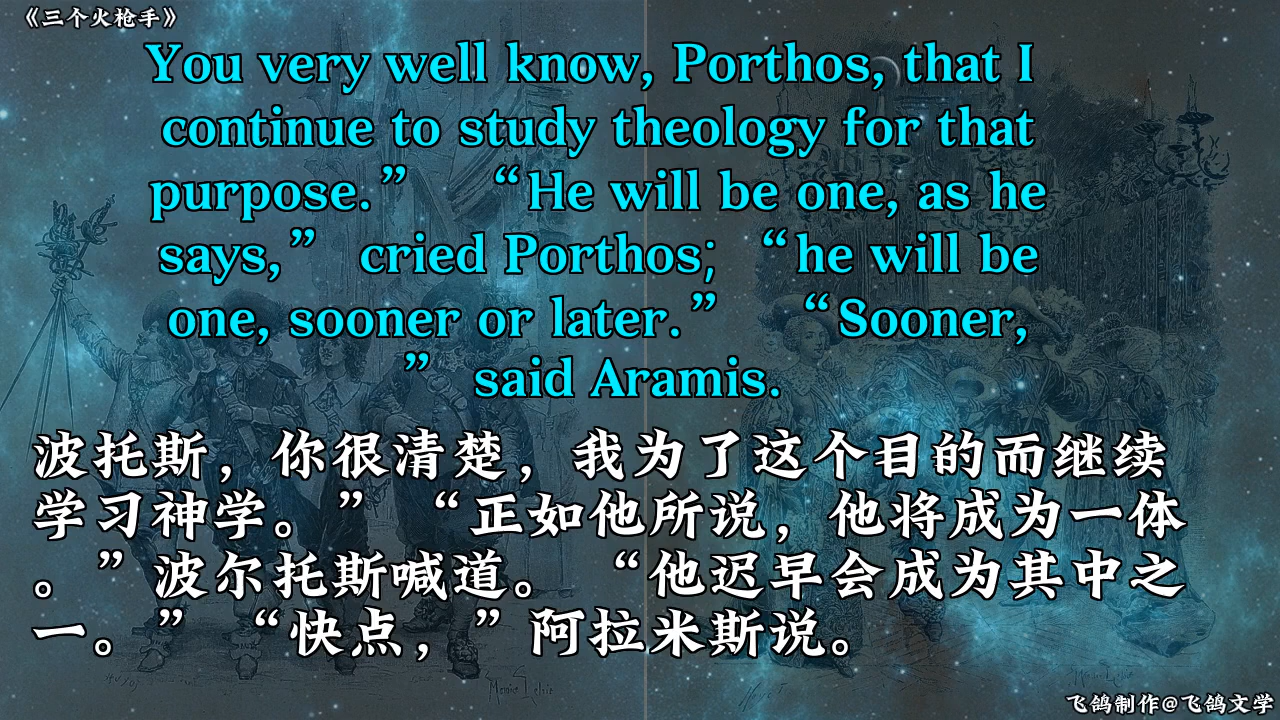 《三个火枪手》
You very well know, Porthos, that I
continue to study theology for that
purpose.” “He will be one, as he
says,” cried Porthos; “he will be
one, sooner or later.” “Sooner,
” said Aramis.
波托斯，你很清楚，我为了这个目的而继续
学习神学。” “正如他所说，他将成为一体
。”波尔托斯喊道。 “他迟早会成为其中之
一。” “快点，”阿拉米斯说。
飞鸽制作@飞鸽文学